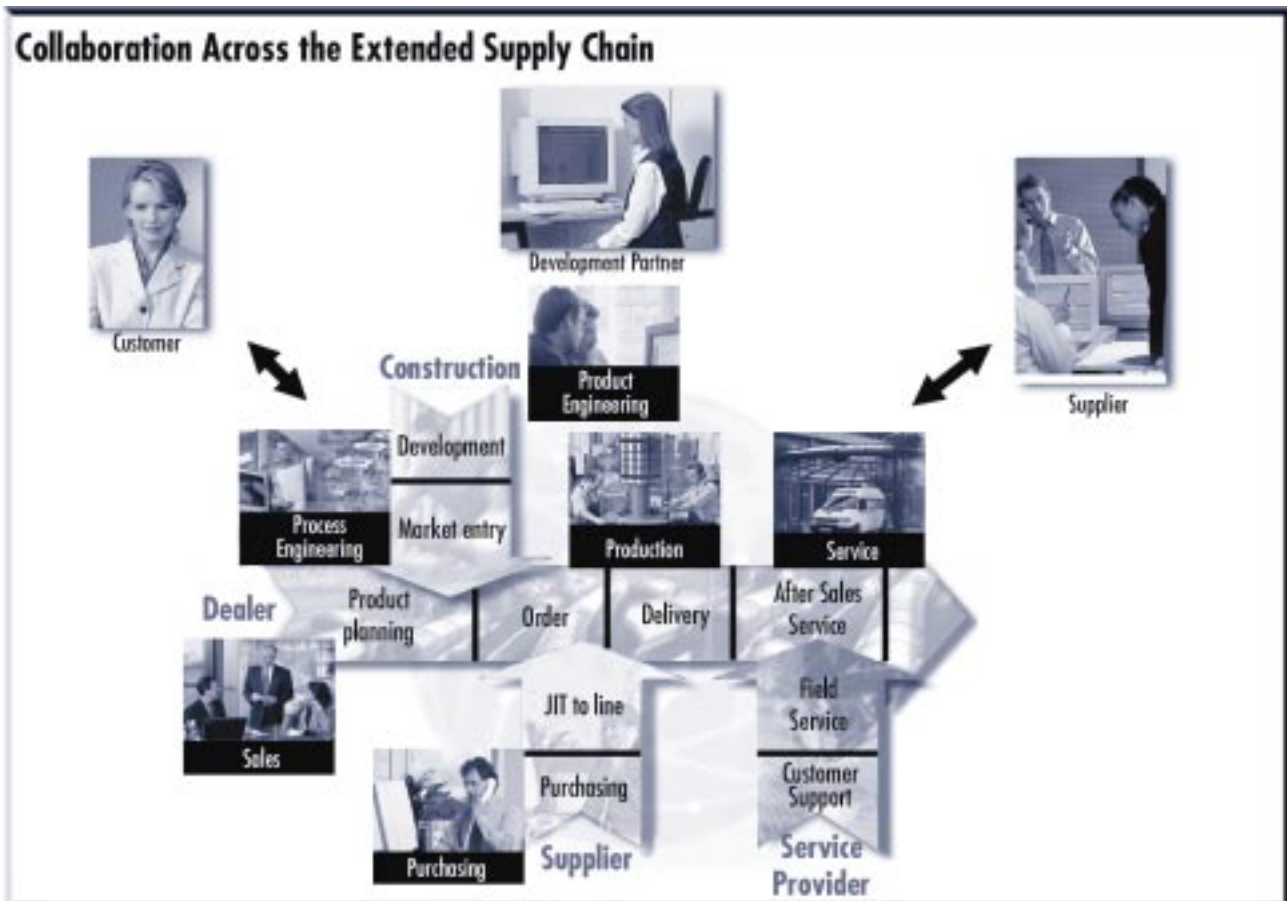 Collaboration Across the Extended Supply Chain
Development Partner
Customer
Supplier
Construction
Product
Engineering
Development
Process
Engineering
Market entry
Production
Service
Dealer
Product
planning
Order
Delivery
After Sales
Service
Sales
JIT to line
Field
Service
Purchasing
Purchasing
Customer
Support
Supplier
Service
Provider